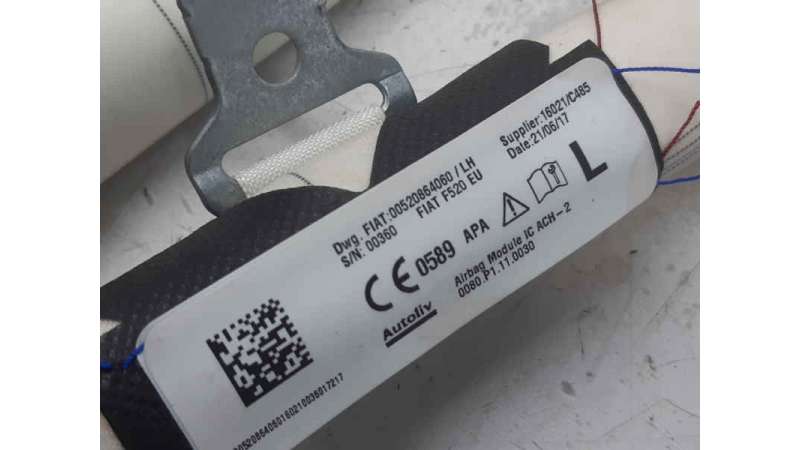 Dwg. FIAT:00520864060 / LH
Supplier:16021/C485
S/N: 00360 FIAT F520 EU
Date:21/06/17
CE 0589 APA
L
Autoliv
Airbag Module IC ACH-2
0080.P1.11.0030
00520864060160210036017217